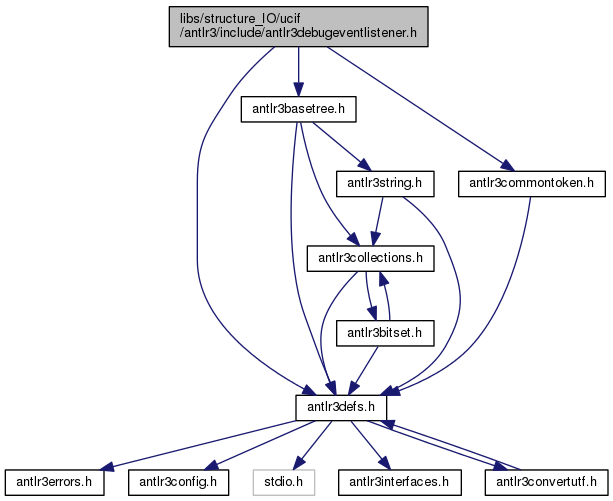 libs/structure_IO/ucif
/antlr3/include/antlr3debugeventlistener.h
antlr3basetree.h
antlr3string.h
antlr3commontoken.h
antlr3collections.h
antlr3bitset.h
antlr3defs.h
antlr3errors.h
antlr3config.h
stdio.h
antlr3interfaces.h
antlr3convertutf.h